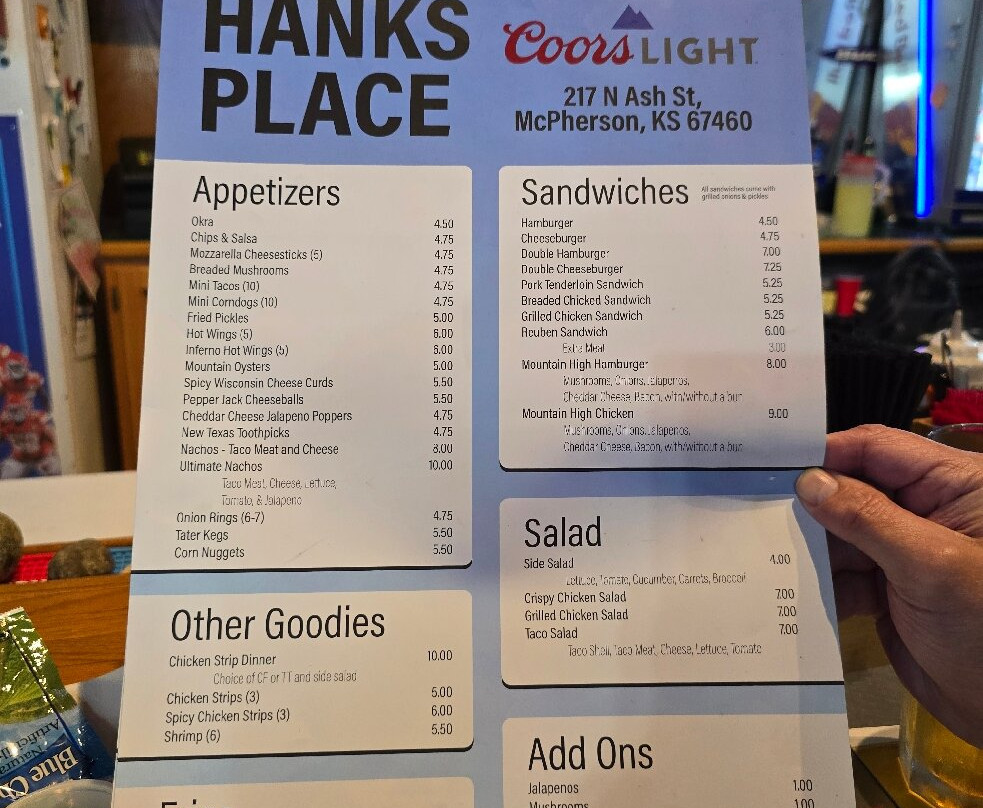 HANKS
PLACE
Coors LIGHT
217 N Ash St,
McPherson, KS 67460
Appetizers
Okra 4.50
Chips & Salsa 4.75
Mozzarella Cheesesticks (5) 4.75
Breaded Mushrooms 4.75
Mini Tacos (10) 4.75
Mini Corndogs (10) 4.75
Fried Pickles 5.00
Hot Wings (5) 6.00
Inferno Hot Wings (5) 6.00
Mountain Oysters 5.00
Spicy Wisconsin Cheese Curds 5.50
Pepper Jack Cheeseballs 5.50
Cheddar Cheese Jalapeno Poppers 4.75
New Texas Toothpicks 4.75
Nachos - Taco Meat and Cheese 8.00
Ultimate Nachos 10.00
Taco Meat, Cheese, Lettuce,
Tomato, & Jalapeno
Onion Rings (6-7) 4.75
Tater Kegs 5.50
Corn Nuggets 5.50
Other Goodies
Chicken Strip Dinner 10.00
Choice of CF or TT and side salad
Chicken Strips (3) 5.00
Spicy Chicken Strips (3) 6.00
Shrimp (6) 5.50
Sandwiches
All sandwiches come with
grilled onions & pickles
Hamburger 4.50
Cheeseburger 4.75
Double Hamburger 7.00
Double Cheeseburger 7.25
Pork Tenderloin Sandwich 5.25
Breaded Chicked Sandwich 5.25
Grilled Chicken Sandwich 5.25
Reuben Sandwich 6.00
Extra Meat 3.00
Mountain High Hamburger 8.00
Mushrooms, Onions, Jalapenos,
Cheddar Cheese, Bacon, with/without a bun
Mountain High Chicken 9.00
Mushrooms, Onions, Jalapenos,
Cheddar Cheese, Bacon, with/without a bun
Salad
Side Salad 4.00
Lettuce, Tomato, Cucumber, Carrots, Broccoli
Crispy Chicken Salad 7.00
Grilled Chicken Salad 7.00
Taco Salad 7.00
Taco Shell, Taco Meat, Cheese, Lettuce, Tomato
Add Ons
Jalapenos 1.00
Mushrooms 1.00
Blue